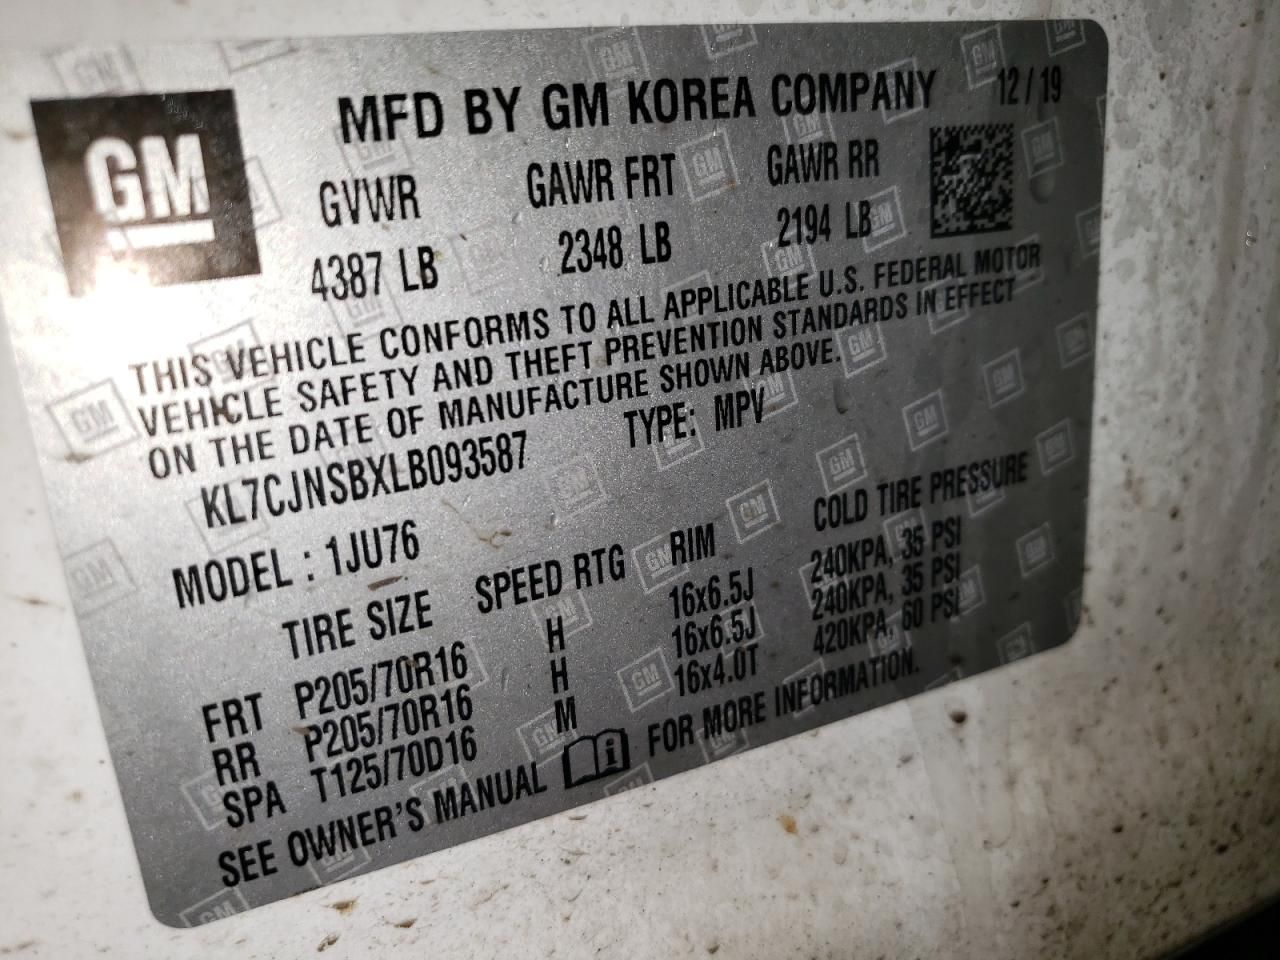 GM
MFD BY GM KOREA COMPANY 12/19
GVWR GAWR FRT GAWR RR
4387 LB 2348 LB 2194 LB
THIS VEHICLE CONFORMS TO ALL APPLICABLE U.S. FEDERAL MOTOR
VEHICLE SAFETY AND THEFT PREVENTION STANDARDS IN EFFECT
ON THE DATE OF MANUFACTURE SHOWN ABOVE.
KL7CJNSBXLB093587 TYPE: MPV
MODEL : 1JU76
TIRE SIZE SPEED RTG RIM COLD TIRE PRESSURE
FRT P205/70R16 H 16x6.5J 240KPA, 35 PSI
RR P205/70R16 H 16x6.5J 240KPA, 35 PSI
SPA T125/70D16 M 16x4.0T 420KPA, 60 PSI
SEE OWNER'S MANUAL i FOR MORE INFORMATION.